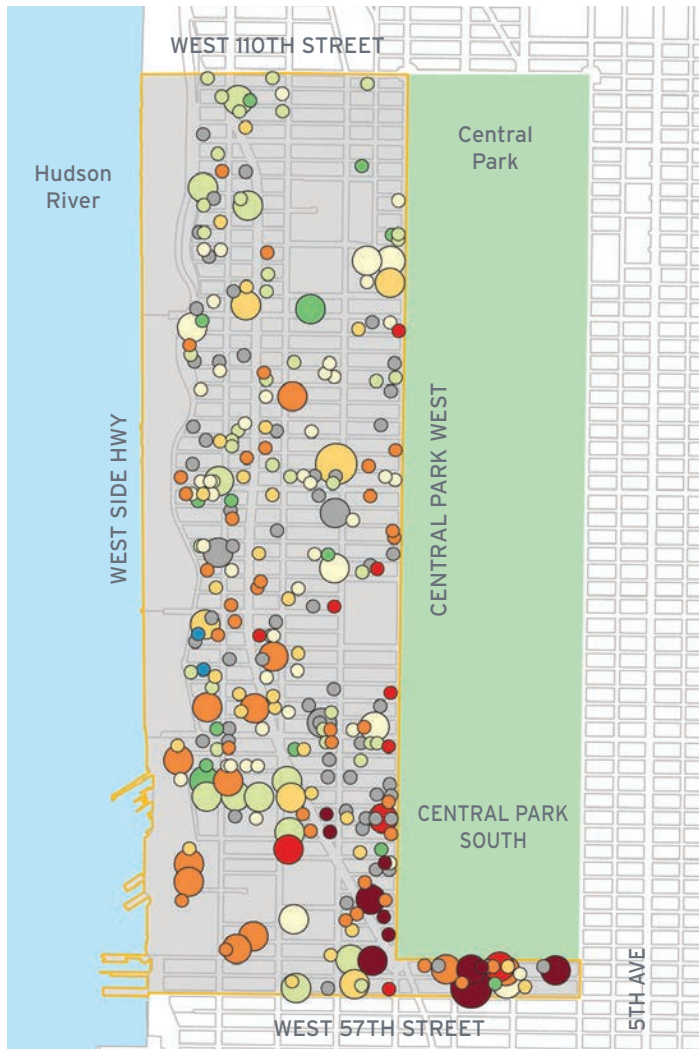 WEST 110TH STREET
Central
Park
Hudson
River
WEST SIDE HWY
CENTRAL PARK WEST
CENTRAL PARK
SOUTH
5TH AVE
WEST 57TH STREET